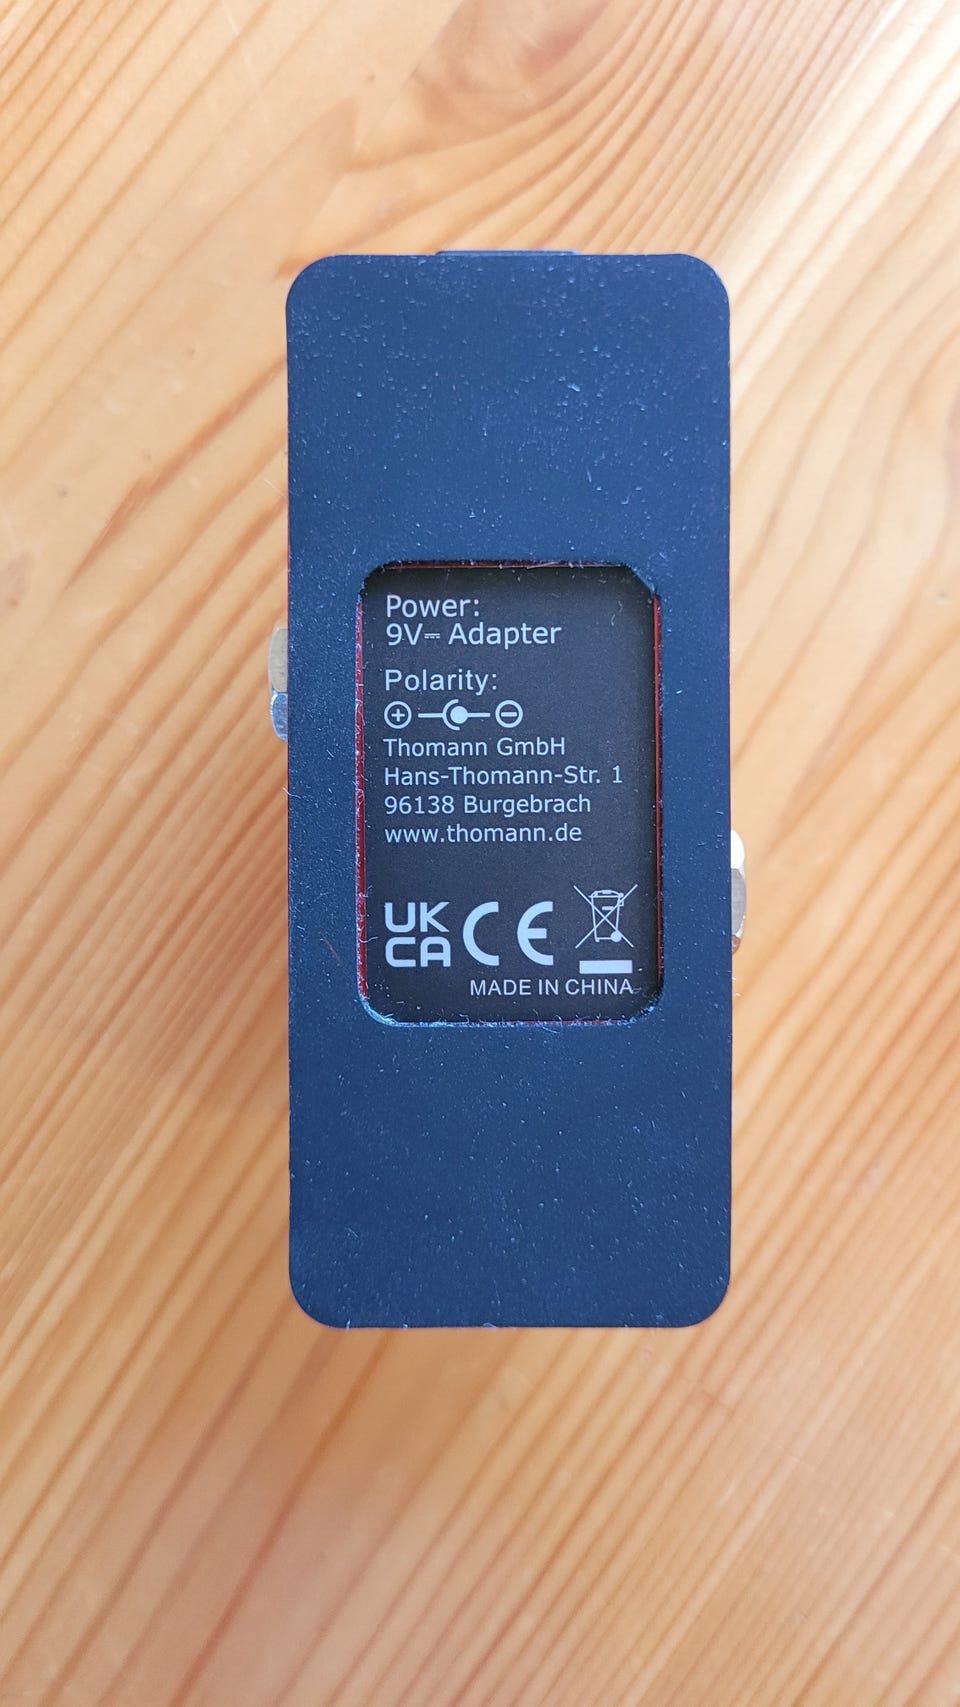 Power:
9V⎓ Adapter
Polarity:
Thomann GmbH
Hans-Thomann-Str. 1
96138 Burgebrach
www.thomann.de
UK
CA CE
MADE IN CHINA